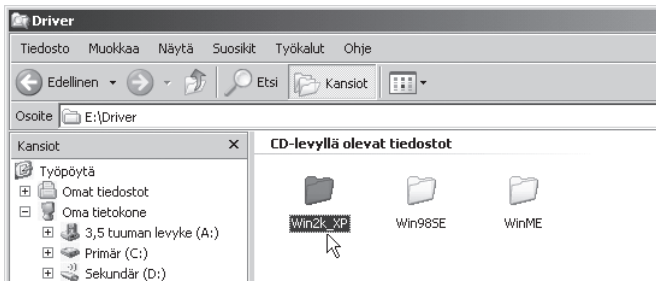 Driver
Tiedosto Muokkaa Näytä Suosikit Työkalut Ohje
Edellinen Etsi Kansiot
Osoite E:\Driver
Kansiot
Työpöytä
Omat tiedostot
Oma tietokone
3,5 tuuman levyke (A:)
Primär (C:)
Sekundär (D:)
CD-levyllä olevat tiedostot
Win2k_XP Win98SE WinME